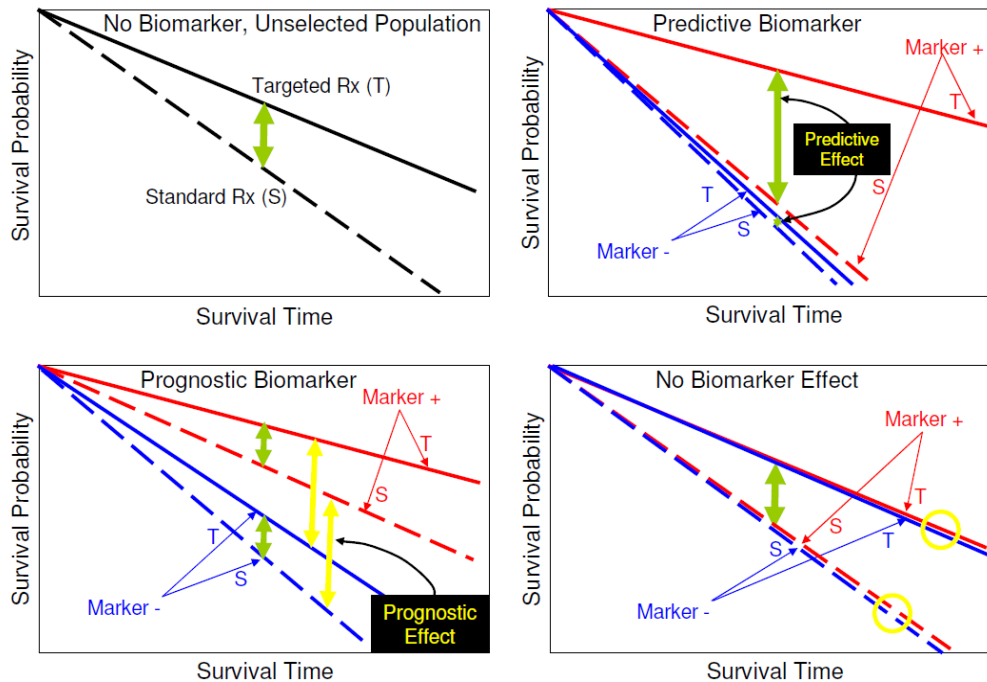 No Biomarker, Unselected Population
Targeted Rx (T)
Standard Rx (S)
Survival Probability
Survival Time
Predictive Biomarker
Marker +
T
Predictive
Effect
S
T
S
Marker -
Survival Probability
Survival Time
Prognostic Biomarker
Marker +
T
S
T
S
Marker -
Prognostic
Effect
Survival Probability
Survival Time
No Biomarker Effect
Marker +
T
S
T
S
Marker -
Survival Probability
Survival Time